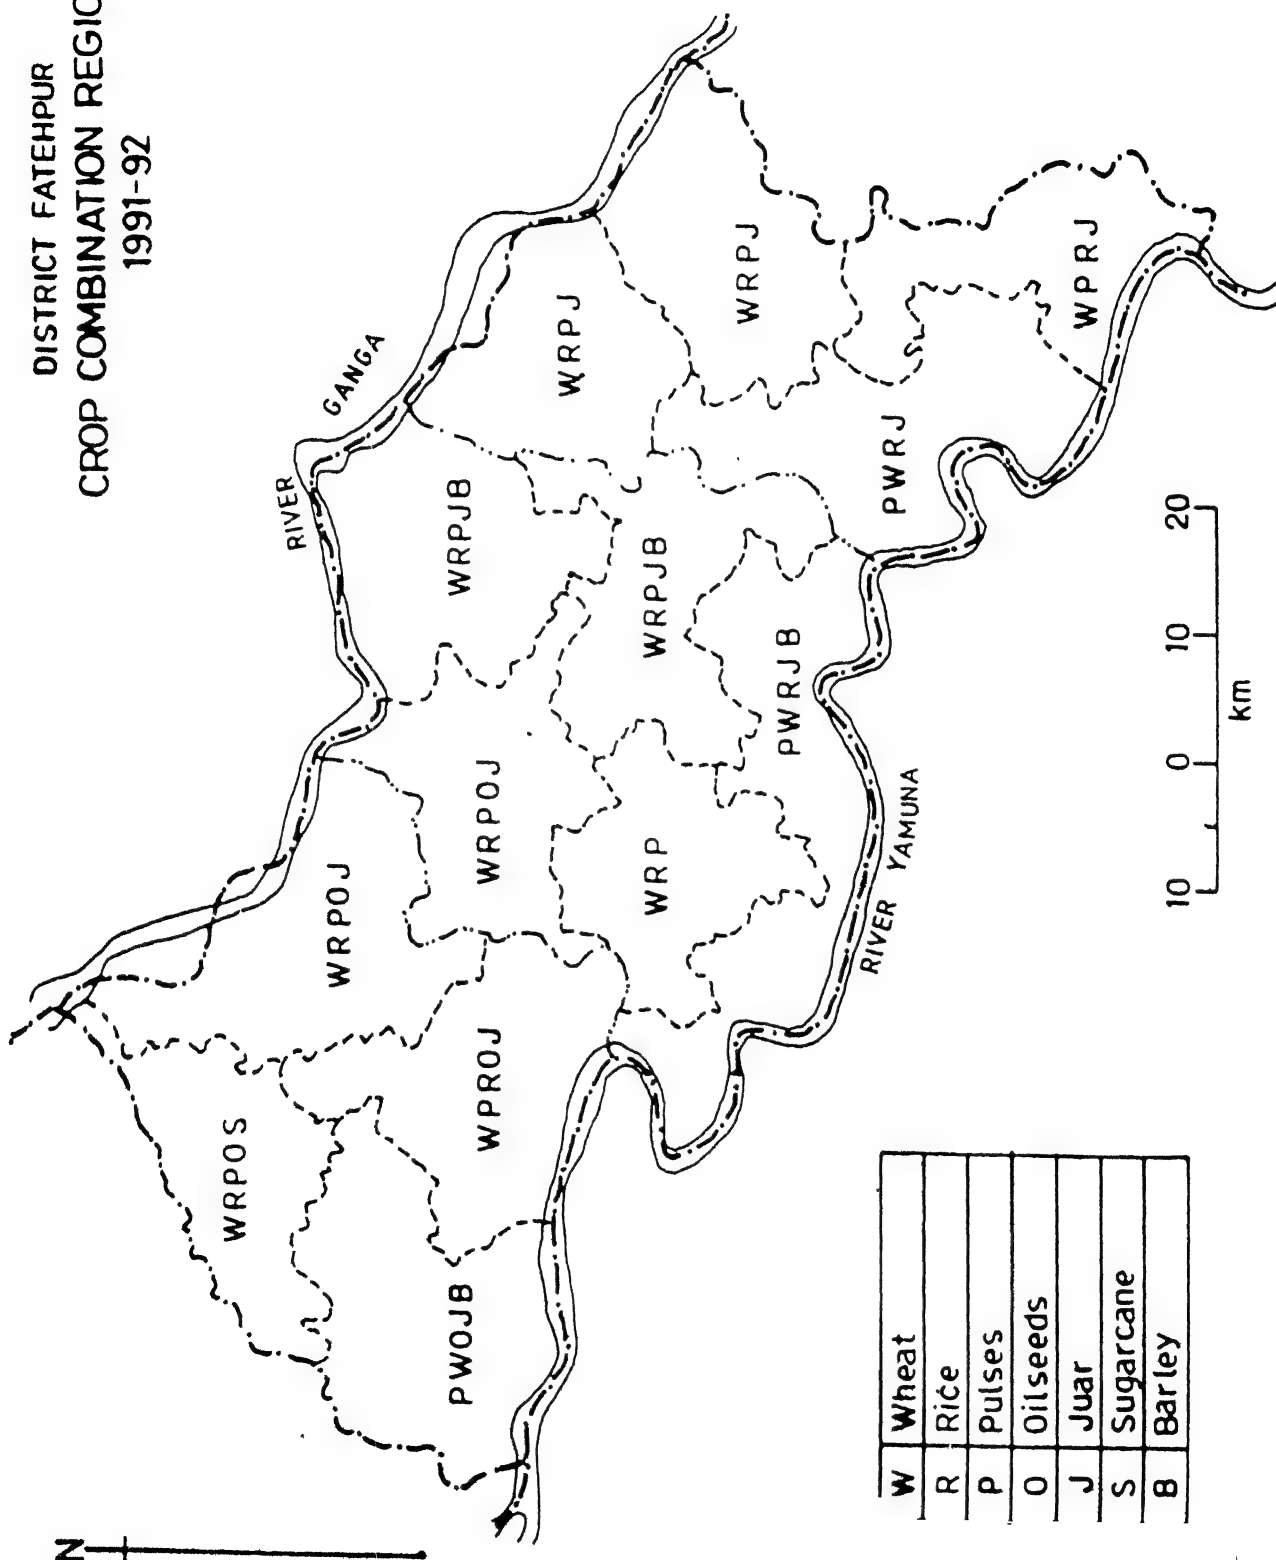 DISTRICT FATEHPUR
CROP COMBINATION REGIO
1991-92
N
RIVER GANGA
WRPOS
WRPOJ
PWOJB
WPROJ
WRPOJ
WRPJB
WRPJ
WRPJ
WRP
WRPJB
PWRJB
PWRJ
WPRJ
RIVER YAMUNA
W Wheat
R Rice
P Pulses
O Oilseeds
J Juar
S Sugarcane
B Barley
10 0 10 20
km